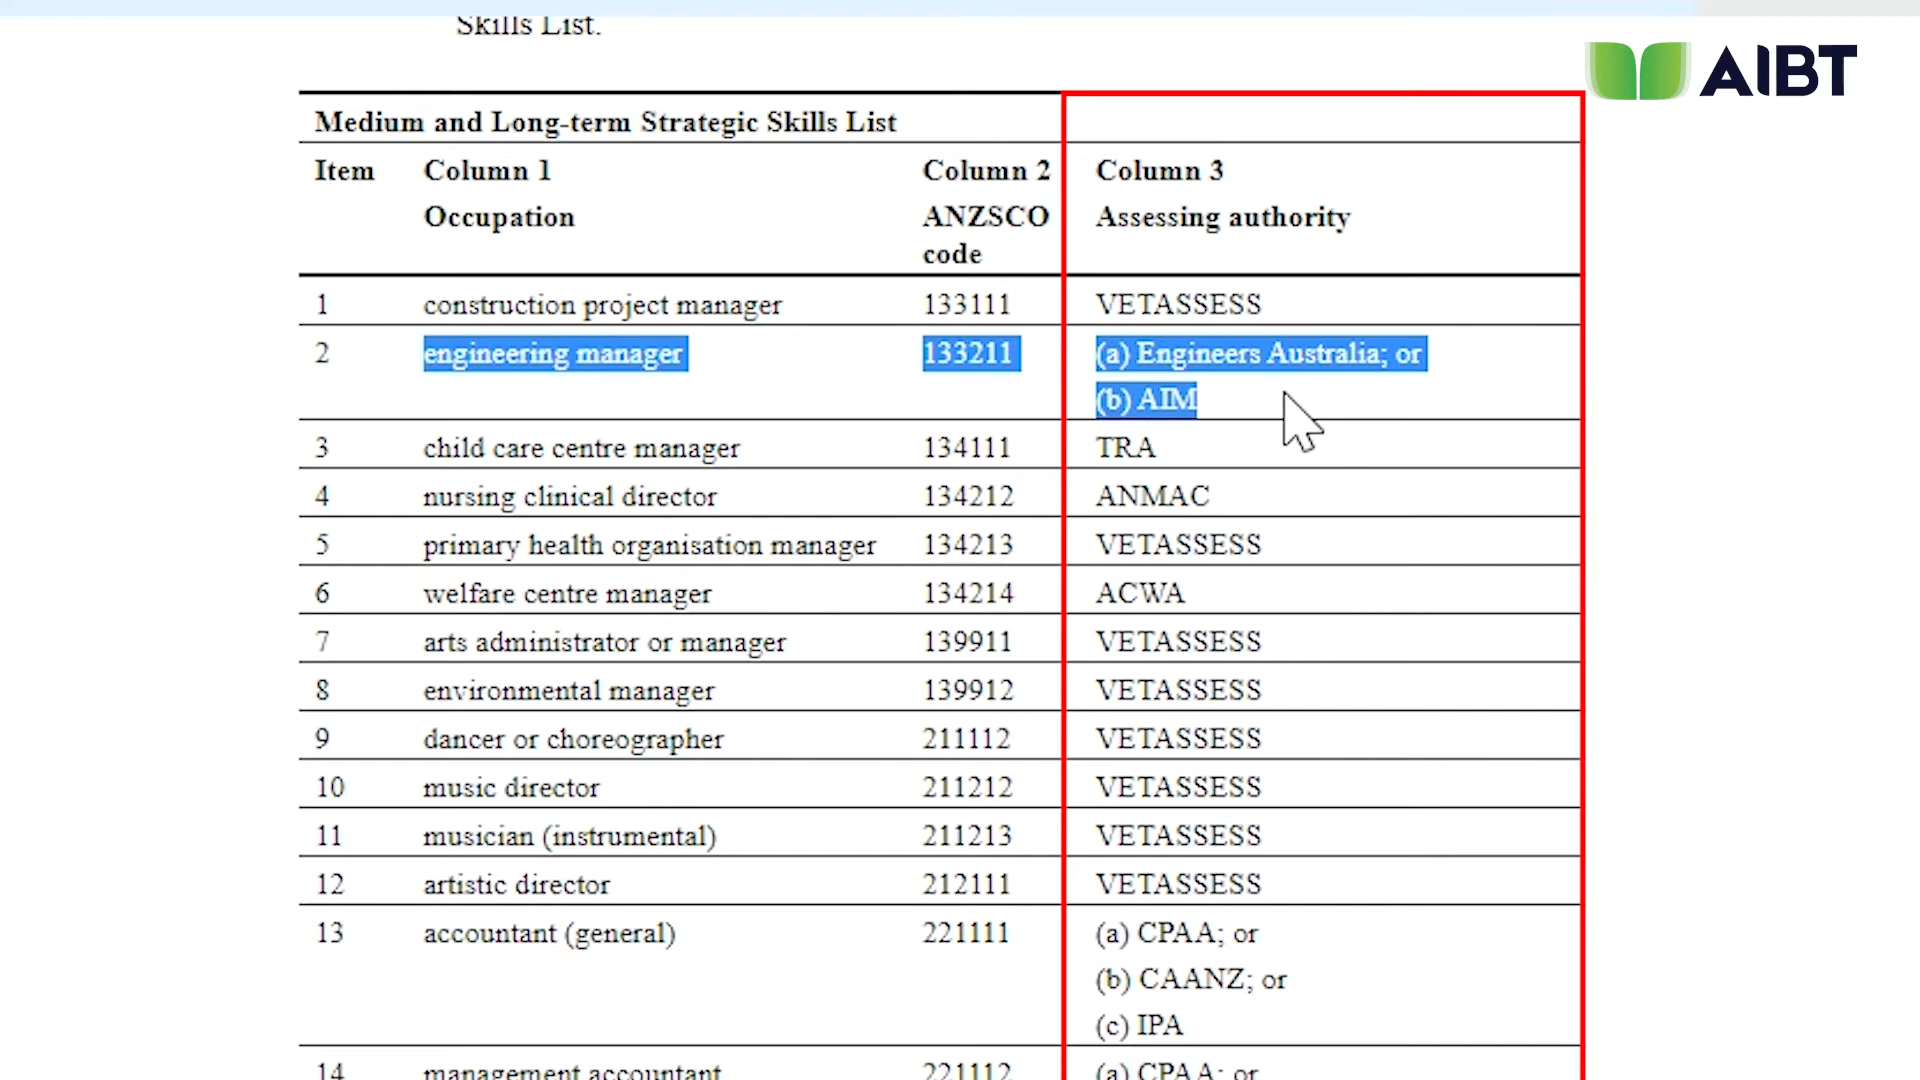 Skills List.
AIBT
Medium and Long-term Strategic Skills List
Item Column 1 Column 2 Column 3
Occupation ANZSCO code Assessing authority
1 construction project manager 133111 VETASSESS
2 engineering manager 133211 (a) Engineers Australia; or
(b) AIM
3 child care centre manager 134111 TRA
4 nursing clinical director 134212 ANMAC
5 primary health organisation manager 134213 VETASSESS
6 welfare centre manager 134214 ACWA
7 arts administrator or manager 139911 VETASSESS
8 environmental manager 139912 VETASSESS
9 dancer or choreographer 211112 VETASSESS
10 music director 211212 VETASSESS
11 musician (instrumental) 211213 VETASSESS
12 artistic director 212111 VETASSESS
13 accountant (general) 221111 (a) CPAA; or
(b) CAANZ; or
(c) IPA
14 management accountant 221112 (a) CPAA; or